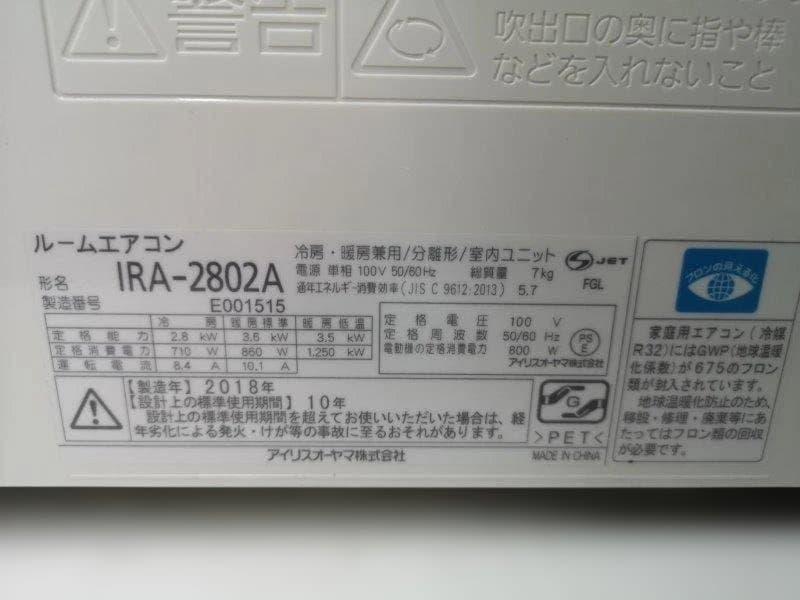 警告
吹出口の奥に指や棒
などを入れないこと
ルームエアコン
形名 IRA-2802A
製造番号 E001515
冷房・暖房兼用/分離形/室内ユニット
電源 単相 100V 50/60Hz 総質量 7kg
通年エネルギー消費効率(JIS C 9612:2013) 5.7
S JET
FGL
冷 房 暖房標準 暖房低温
定格能力 2.8 kW 3.6 kW 3.5 kW
定格消費電力 710 W 860 W 1,250 kW
運転電流 8.4 A 10.1 A
定格電圧 100 V
定格周波数 50/60 Hz
電動機の定格消費電力 800 W
PS
E
アイリスオーヤマ株式会社
【製造年】2018年
【設計上の標準使用期間】10年
設計上の標準使用期間を超えてお使いいただいた場合は、経
年劣化による発火・けが等の事故に至るおそれがあります。
アイリスオーヤマ株式会社
G
>PET<
MADE IN CHINA
フロンの見える化
家庭用エアコン(冷媒
R32)にはGWP(地球温暖
化係数)が675のフロン
類が封入されています。
地球温暖化防止のため、
移設・修理・廃棄等にあ
たってはフロン類の回収
が必要です。